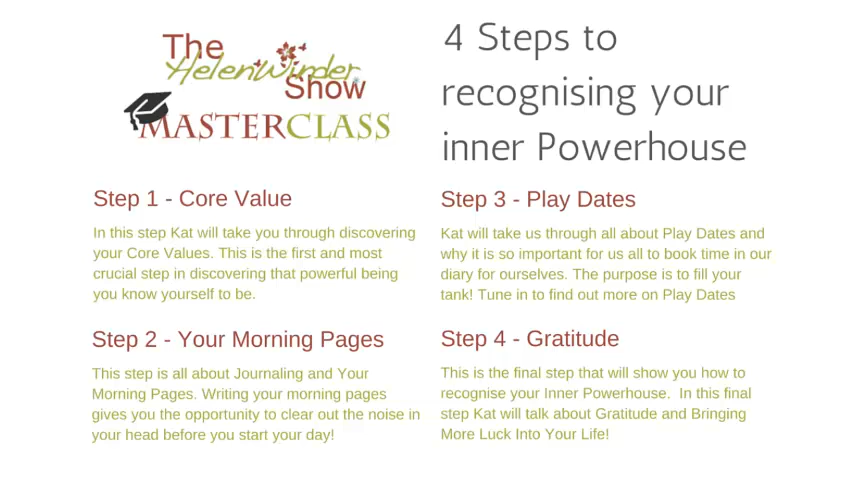 The
HelenWinder
Show
MASTERCLASS
4 Steps to
recognising your
inner Powerhouse
Step 1 - Core Value
In this step Kat will take you through discovering
your Core Values. This is the first and most
crucial step in discovering that powerful being
you know yourself to be.
Step 2 - Your Morning Pages
This step is all about Journaling and Your
Morning Pages. Writing your morning pages
gives you the opportunity to clear out the noise in
your head before you start your day!
Step 3 - Play Dates
Kat will take us through all about Play Dates and
why it is so important for us all to book time in our
diary for ourselves. The purpose is to fill your
tank! Tune in to find out more on Play Dates
Step 4 - Gratitude
This is the final step that will show you how to
recognise your Inner Powerhouse.  In this final
step Kat will talk about Gratitude and Bringing
More Luck Into Your Life!